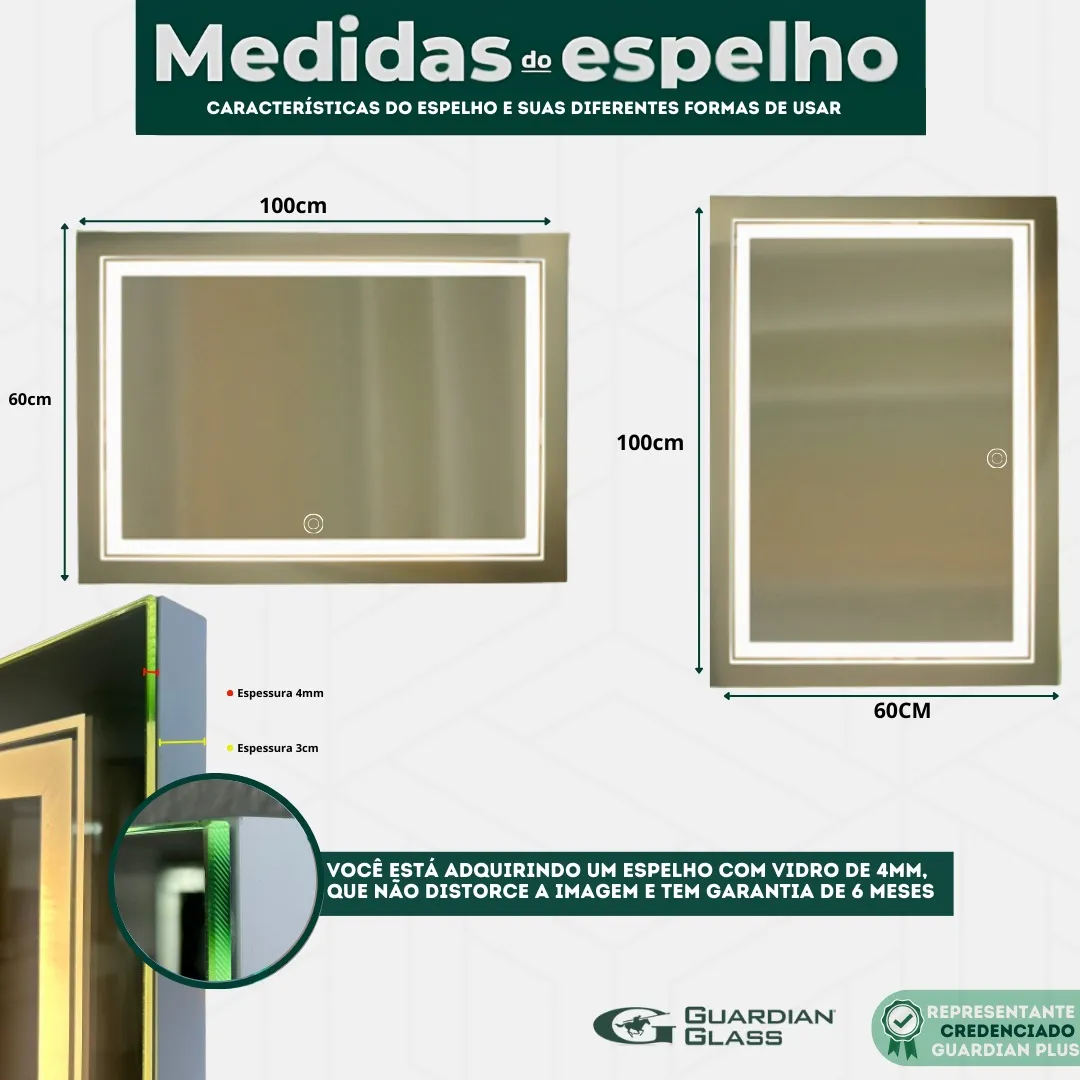 Medidas do espelho
CARACTERÍSTICAS DO ESPELHO E SUAS DIFERENTES FORMAS DE USAR
100cm
60cm
100cm
60CM
Espessura 4mm
Espessura 3cm
VOCÊ ESTÁ ADQUIRINDO UM ESPELHO COM VIDRO DE 4MM,
QUE NÃO DISTORCE A IMAGEM E TEM GARANTIA DE 6 MESES
GUARDIAN
GLASS
REPRESENTANTE
CREDENCIADO
GUARDIAN PLUS